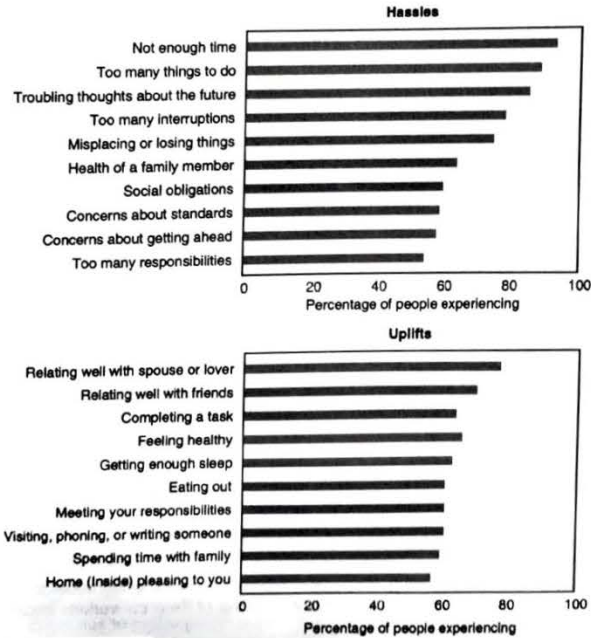 Hassles
Not enough time
Too many things to do
Troubling thoughts about the future
Too many interruptions
Misplacing or losing things
Health of a family member
Social obligations
Concerns about standards
Concerns about getting ahead
Too many responsibilities
0 20 40 60 80 100
Percentage of people experiencing
Uplifts
Relating well with spouse or lover
Relating well with friends
Completing a task
Feeling healthy
Getting enough sleep
Eating out
Meeting your responsibilities
Visiting, phoning, or writing someone
Spending time with family
Home (Inside) pleasing to you
0 20 40 60 80 100
Percentage of people experiencing